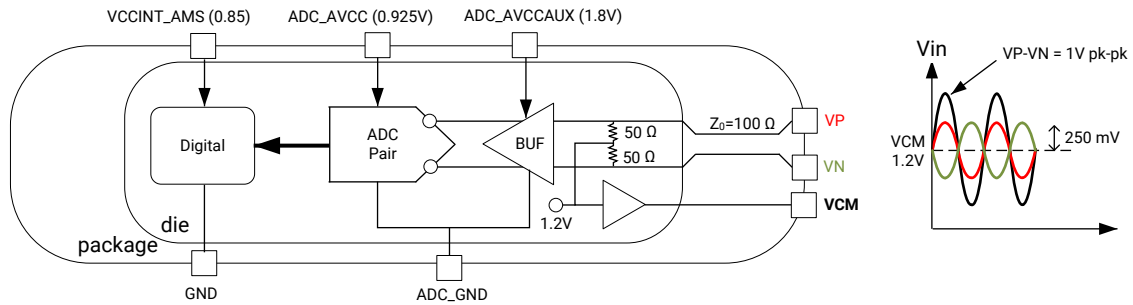 VCCINT_AMS (0.85)
ADC_AVCC (0.925V)
ADC_AVCCAUX (1.8V)
Digital
ADC
Pair
BUF
50 Ω
50 Ω
Z0=100 Ω
VP
VN
VCM
1.2V
die
package
GND
ADC_GND
Vin
VP-VN = 1V pk-pk
VCM
1.2V
250 mV